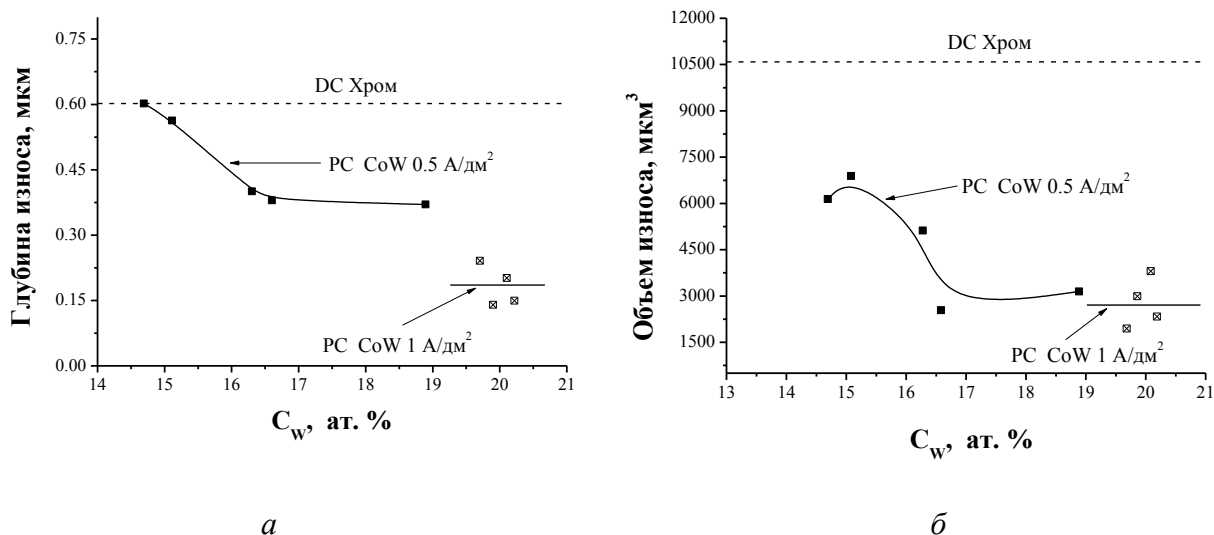 Глубина износа, мкм
0.75
0.60
0.45
0.30
0.15
0.00
DC Хром
PC CoW 0.5 А/дм²
PC CoW 1 А/дм²
14 15 16 17 18 19 20 21
C_W, ат. %
а
Объем износа, мкм³
12000
10500
9000
7500
6000
4500
3000
1500
DC Хром
PC CoW 0.5 А/дм²
PC CoW 1 А/дм²
13 14 15 16 17 18 19 20 21
C_W, ат. %
б